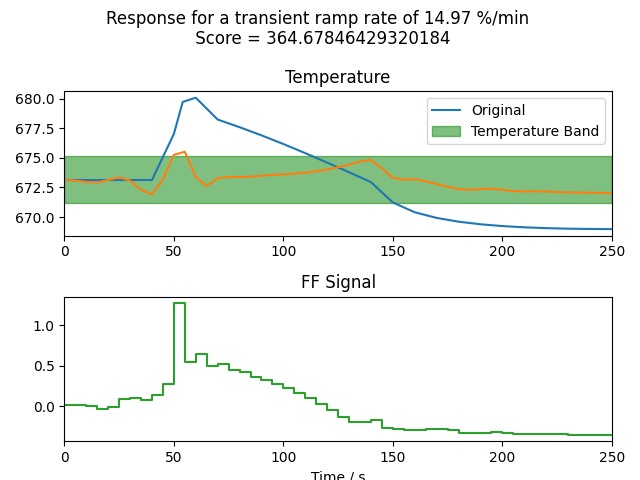 Response for a transient ramp rate of 14.97 %/min
Score = 364.67846429320184
Temperature
680.0
677.5
675.0
672.5
670.0
Original
Temperature Band
0 50 100 150 200 250
FF Signal
1.0
0.5
0.0
0 50 100 150 200 250
Time / s